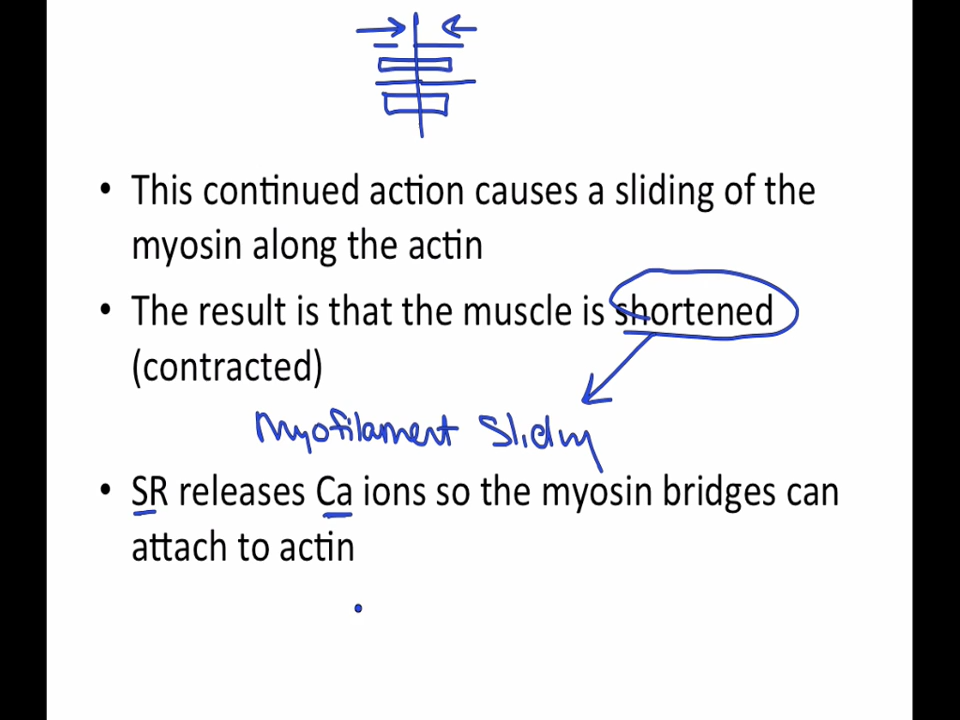 • This continued action causes a sliding of the
myosin along the actin
• The result is that the muscle is shortened
(contracted)
Myofilament Sliding
• SR releases Ca ions so the myosin bridges can
attach to actin